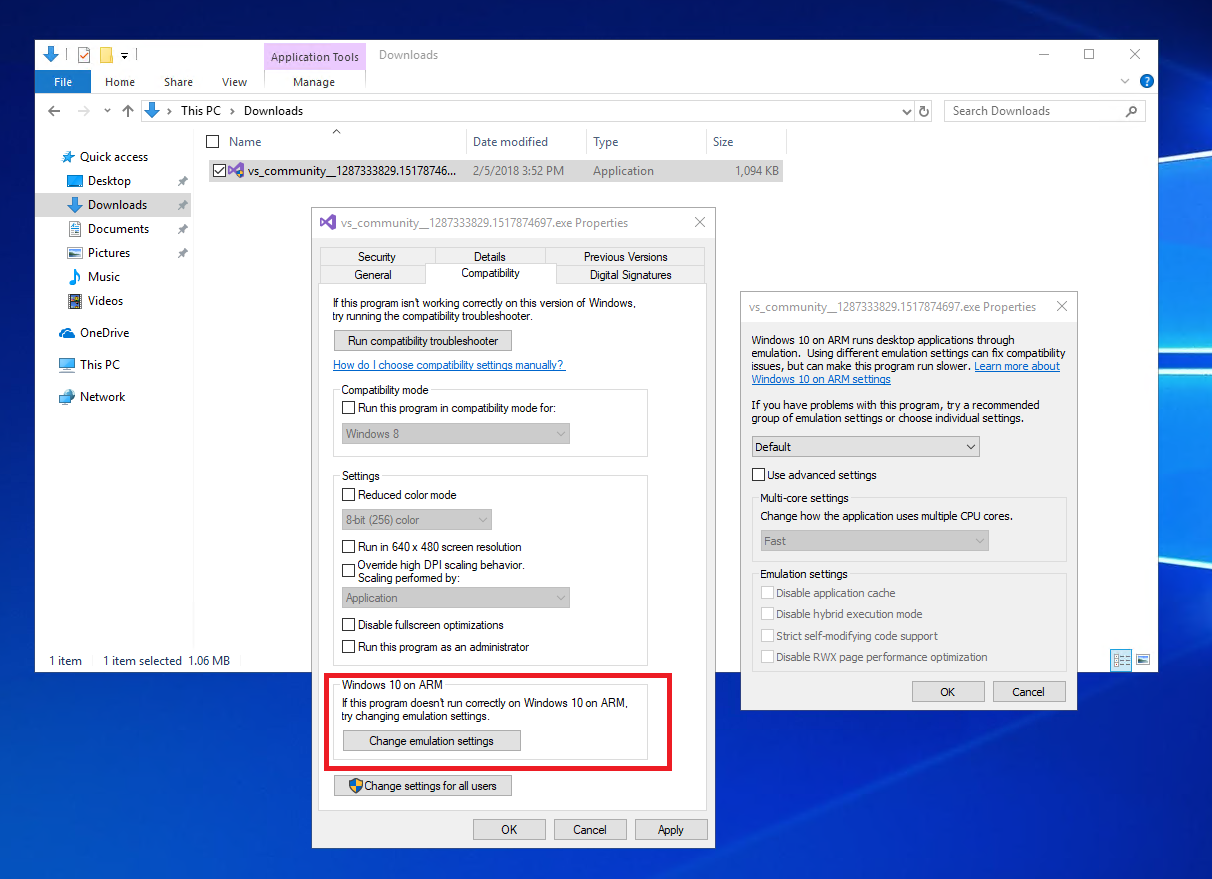 Application Tools
Downloads
File
Home
Share
View
Manage
This PC
Downloads
Search Downloads
Name
Date modified
Type
Size
vs_community__1287333829.15178746...
2/5/2018 3:52 PM
Application
1,094 KB
Quick access
Desktop
Downloads
Documents
Pictures
Music
Videos
OneDrive
This PC
Network
1 item
1 item selected
1.06 MB
vs_community__1287333829.1517874697.exe Properties
Security
Details
Previous Versions
General
Compatibility
Digital Signatures
If this program isn't working correctly on this version of Windows,
try running the compatibility troubleshooter.
Run compatibility troubleshooter
How do I choose compatibility settings manually?
Compatibility mode
Run this program in compatibility mode for:
Windows 8
Settings
Reduced color mode
8-bit (256) color
Run in 640 x 480 screen resolution
Override high DPI scaling behavior.
Scaling performed by:
Application
Disable fullscreen optimizations
Run this program as an administrator
Windows 10 on ARM
If this program doesn't run correctly on Windows 10 on ARM,
try changing emulation settings.
Change emulation settings
Change settings for all users
OK
Cancel
Apply
vs_community__1287333829.1517874697.exe Properties
Windows 10 on ARM runs desktop applications through
emulation. Using different emulation settings can fix compatibility
issues, but can make this program run slower. Learn more about
Windows 10 on ARM settings
If you have problems with this program, try a recommended
group of emulation settings or choose individual settings.
Default
Use advanced settings
Multi-core settings
Change how the application uses multiple CPU cores.
Fast
Emulation settings
Disable application cache
Disable hybrid execution mode
Strict self-modifying code support
Disable RWX page performance optimization
OK
Cancel